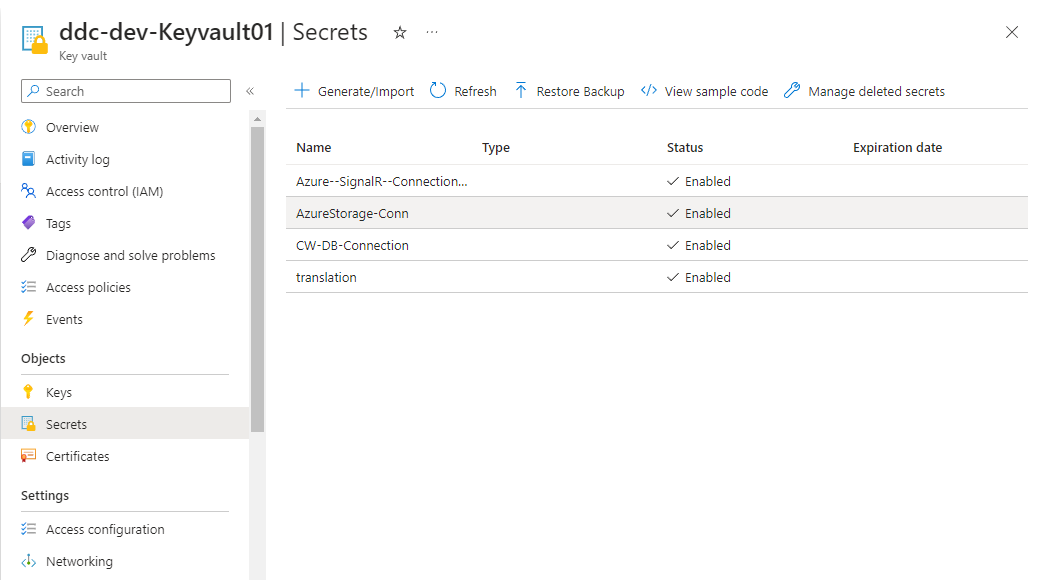 ddc-dev-Keyvault01 | Secrets
Key vault
Search
«
Generate/Import
Refresh
Restore Backup
View sample code
Manage deleted secrets
Overview
Activity log
Access control (IAM)
Tags
Diagnose and solve problems
Access policies
Events
Objects
Keys
Secrets
Certificates
Settings
Access configuration
Networking
Name Type Status Expiration date
Azure--SignalR--Connection... Enabled
AzureStorage-Conn Enabled
CW-DB-Connection Enabled
translation Enabled